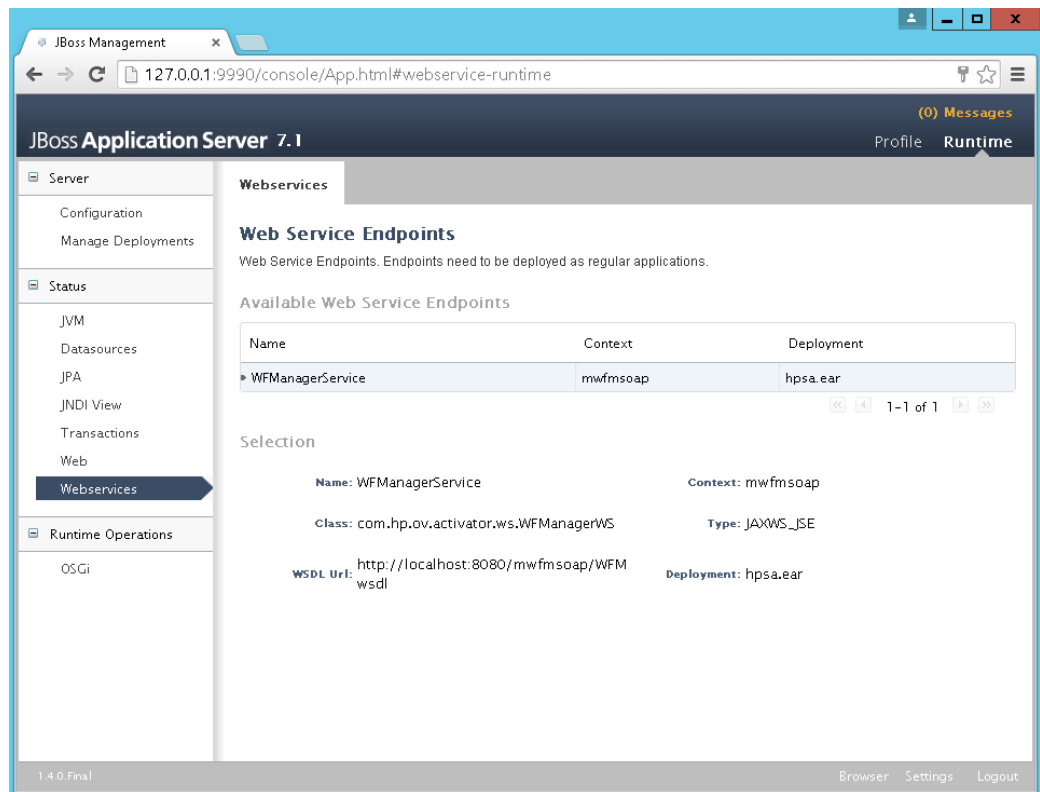 JBoss Management
127.0.0.1:9990/console/App.html#webservice-runtime
(0) Messages
JBoss Application Server 7.1
Profile Runtime
Server
Configuration
Manage Deployments
Status
JVM
Datasources
JPA
JNDI View
Transactions
Web
Webservices
Runtime Operations
OSGi
Webservices
Web Service Endpoints
Web Service Endpoints. Endpoints need to be deployed as regular applications.
Available Web Service Endpoints
Name Context Deployment
WFManagerService mwfmsoap hpsa.ear
1-1 of 1
Selection
Name: WFManagerService Context: mwfmsoap
Class: com.hp.ov.activator.ws.WFManagerWS Type: JAXWS_JSE
WSDL Url: http://localhost:8080/mwfmsoap/WFM
wsdl
Deployment: hpsa.ear
1.4.0.Final
Browser Settings Logout